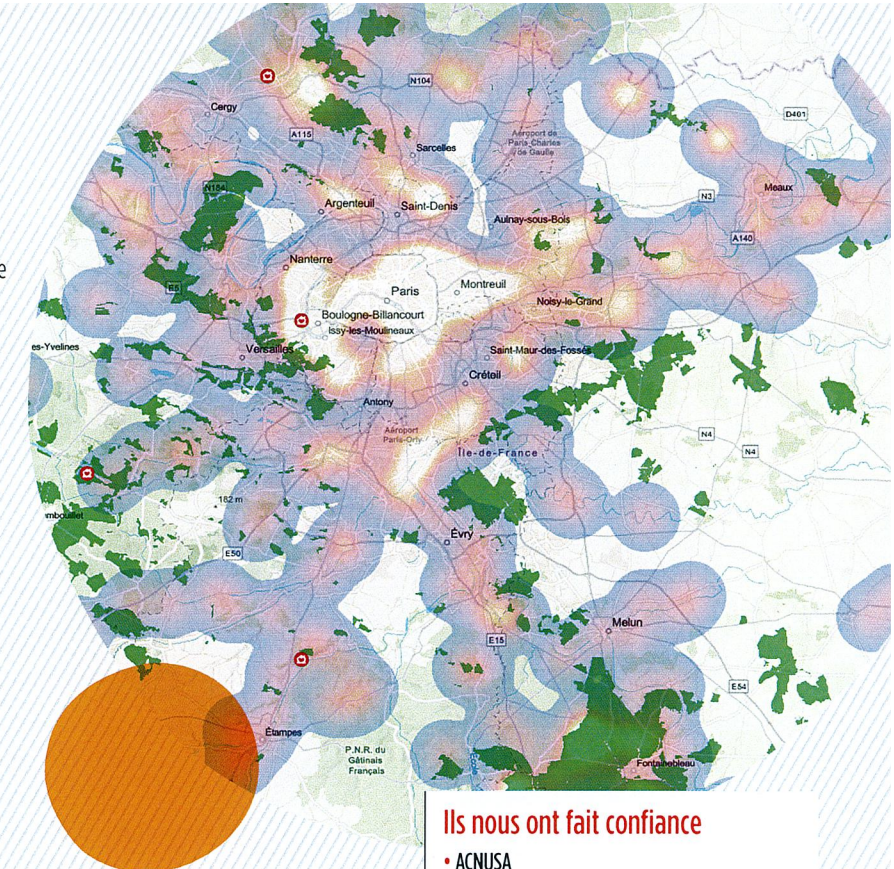 N104
Cergy
D401
A115
Aéroport de
Paris Charles
de Gaulle
Sarcelles
N184
Meaux
N3
Argenteuil
Saint-Denis
Aulnay-sous-Bois
A140
Nanterre
e
E5
Paris
Montreuil
Noisy-le-Grand
Boulogne-Billancourt
Issy-les-Moulineaux
es-Yvelines
Versailles
Saint-Maur-des-Fossés
Créteil
Antony
Aéroport
Paris-Orly
N4
N4
Île-de-France
182 m
mbouillet
Évry
E50
Melun
E15
E54
Étampes
P.N.R. du
Gâtinais
Français
Fontainebleau
Ils nous ont fait confiance
• ACNUSA